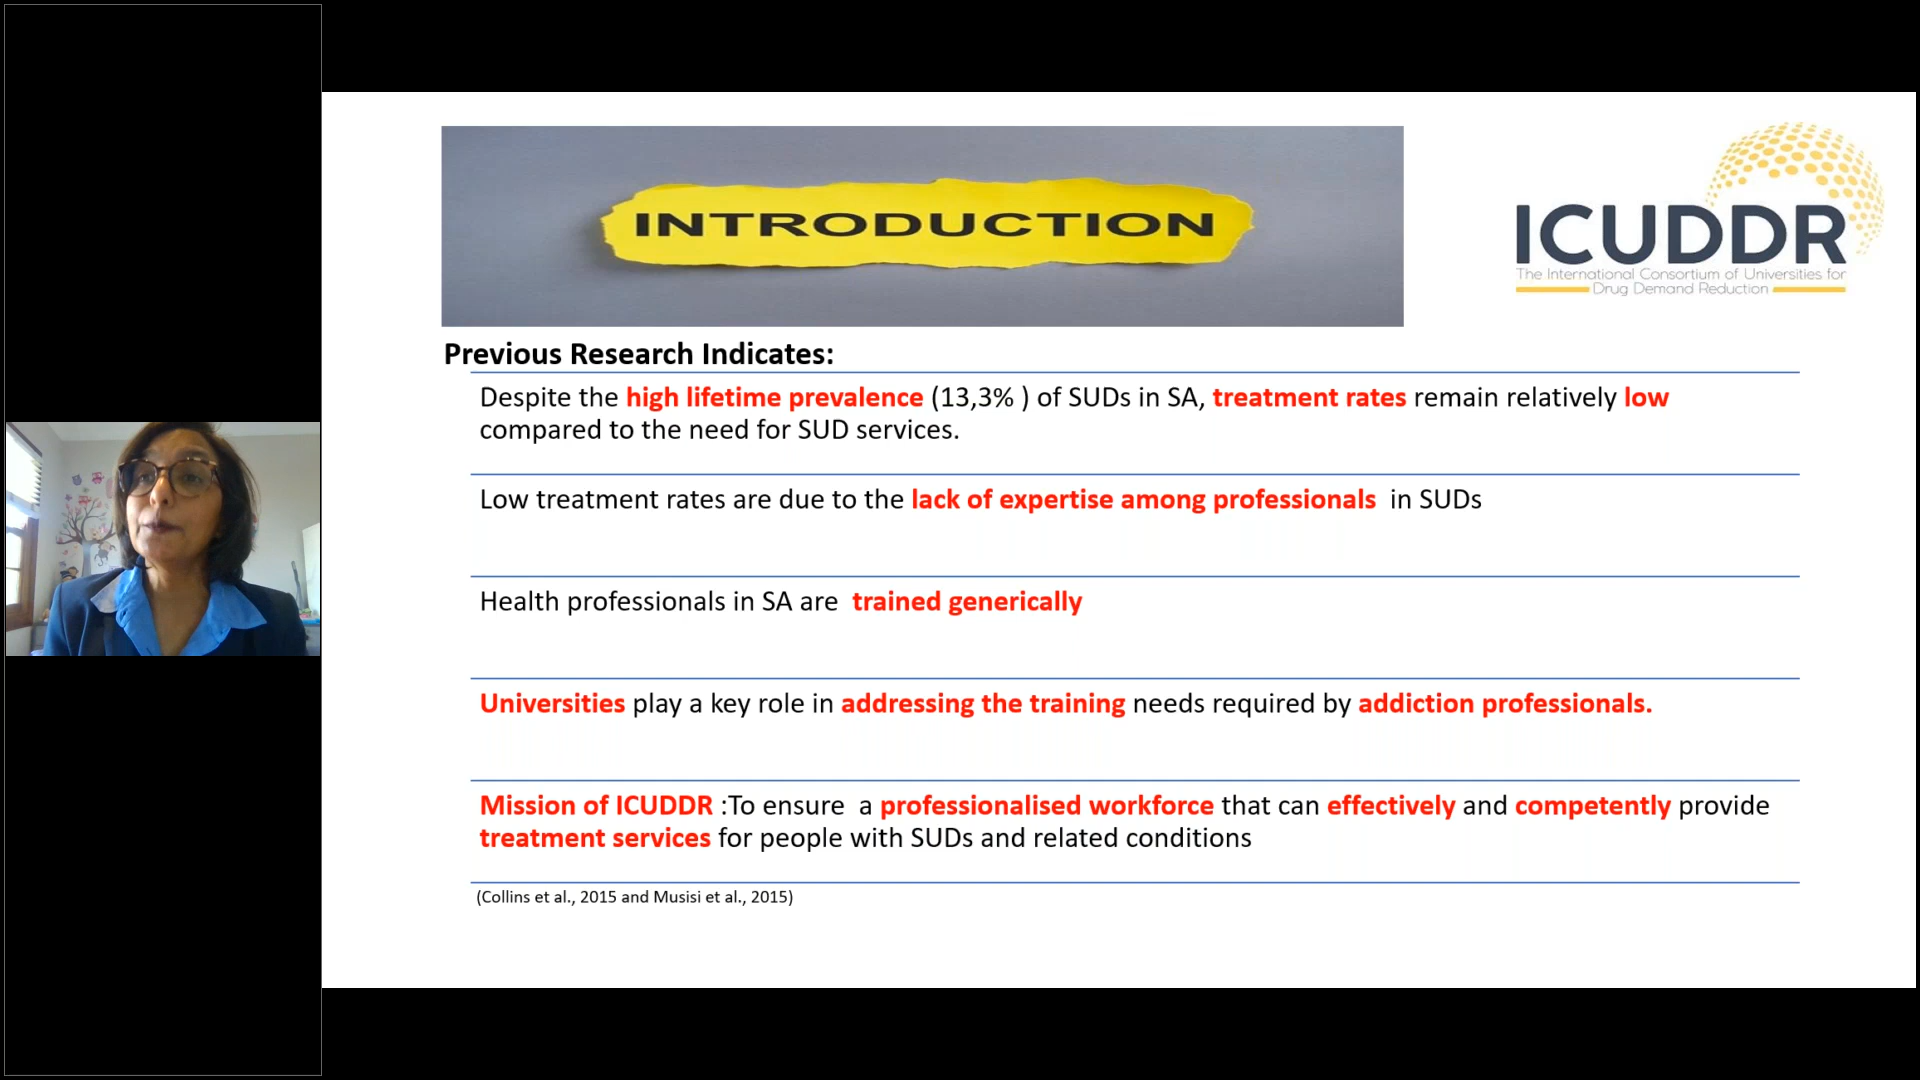 INTRODUCTION
ICUDDR
The International Consortium of Universities for
Drug Demand Reduction
Previous Research Indicates:
Despite the high lifetime prevalence (13,3% ) of SUDs in SA, treatment rates remain relatively low
compared to the need for SUD services.
Low treatment rates are due to the lack of expertise among professionals in SUDs
Health professionals in SA are trained generically
Universities play a key role in addressing the training needs required by addiction professionals.
Mission of ICUDDR :To ensure a professionalised workforce that can effectively and competently provide
treatment services for people with SUDs and related conditions
(Collins et al., 2015 and Musisi et al., 2015)